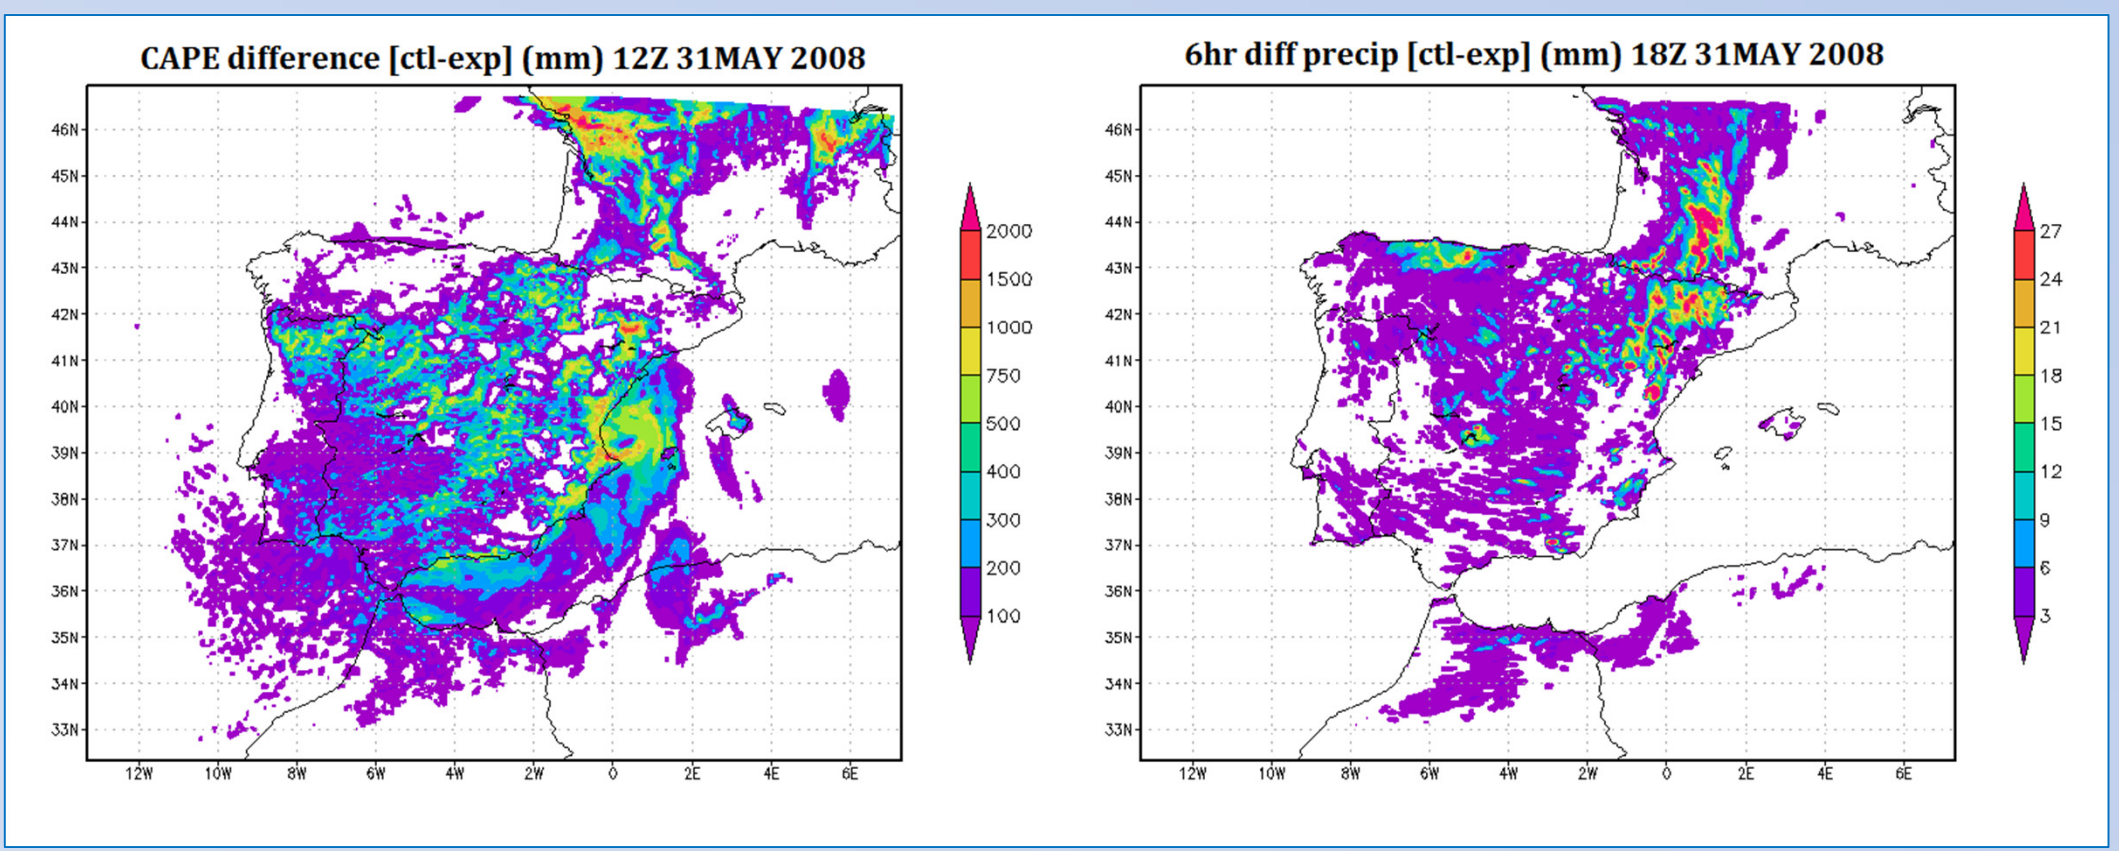 CAPE difference [ctl-exp] (mm) 12Z 31MAY 2008
46N
45N
44N
43N
42N
41N
40N
39N
38N
37N
36N
35N
34N
33N
12W 10W 8W 6W 4W 2W 0 2E 4E 6E
2000
1500
1000
750
500
400
300
200
100
6hr diff precip [ctl-exp] (mm) 18Z 31MAY 2008
46N
45N
44N
43N
42N
41N
40N
39N
38N
37N
36N
35N
34N
33N
12W 10W 8W 6W 4W 2W 0 2E 4E 6E
27
24
21
18
15
12
9
6
3